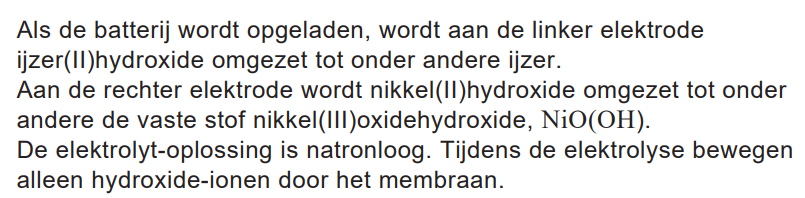 Als de batterij wordt opgeladen, wordt aan de linker elektrode
ijzer(II)hydroxide omgezet tot onder andere ijzer.
Aan de rechter elektrode wordt nikkel(II)hydroxide omgezet tot onder
andere de vaste stof nikkel(III)oxidehydroxide, NiO(OH).
De elektrolyt-oplossing is natronloog. Tijdens de elektrolyse bewegen
alleen hydroxide-ionen door het membraan.